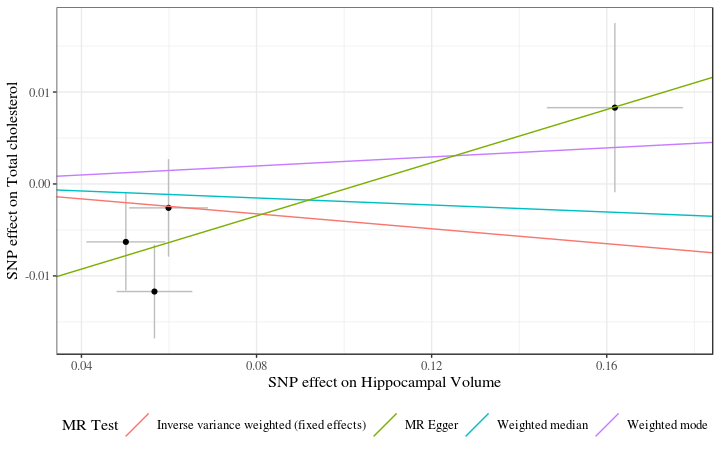 SNP effect on Total cholesterol
0.01
0.00
-0.01
0.04 0.08 0.12 0.16
SNP effect on Hippocampal Volume
MR Test Inverse variance weighted (fixed effects) MR Egger Weighted median Weighted mode